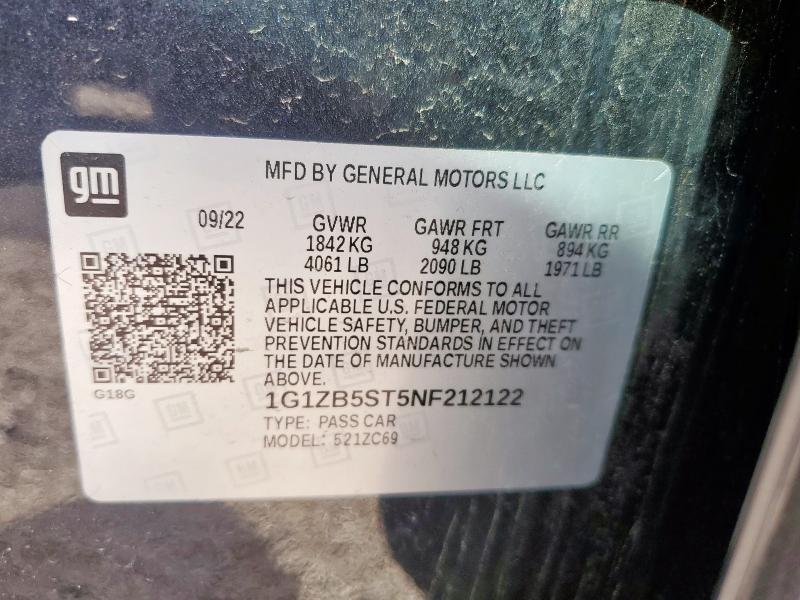 gm
MFD BY GENERAL MOTORS LLC
09/22 GVWR GAWR FRT GAWR RR
1842 KG 948 KG 894 KG
4061 LB 2090 LB 1971 LB
THIS VEHICLE CONFORMS TO ALL
APPLICABLE U.S. FEDERAL MOTOR
VEHICLE SAFETY, BUMPER, AND THEFT
PREVENTION STANDARDS IN EFFECT ON
THE DATE OF MANUFACTURE SHOWN
ABOVE.
G18G
1G1ZB5ST5NF212122
TYPE: PASS CAR
MODEL: 521ZC69